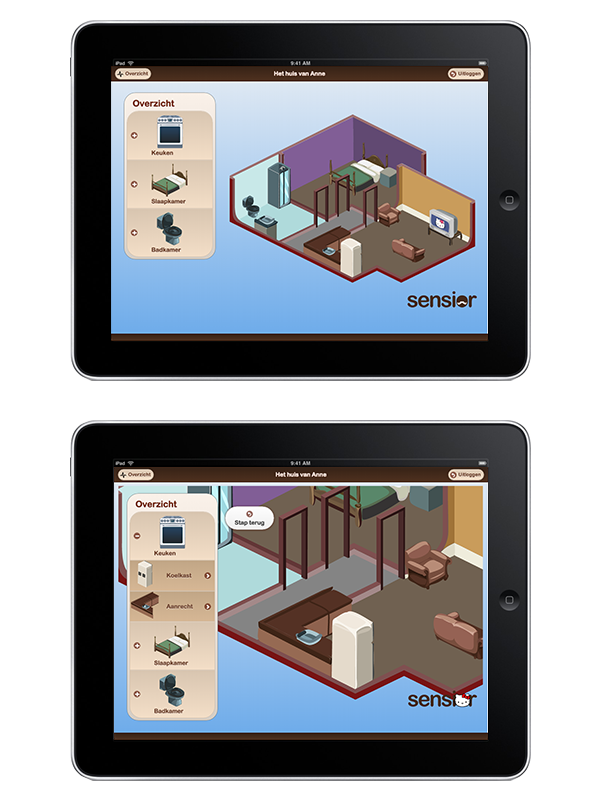 iPad
9:41 AM
Overzicht
Het huis van Anne
Uitloggen
Overzicht
Keuken
Slaapkamer
Badkamer
sensior
iPad
9:41 AM
Overzicht
Het huis van Anne
Uitloggen
Overzicht
Stap terug
Keuken
Koelkast
Aanrecht
Slaapkamer
Badkamer
sensior